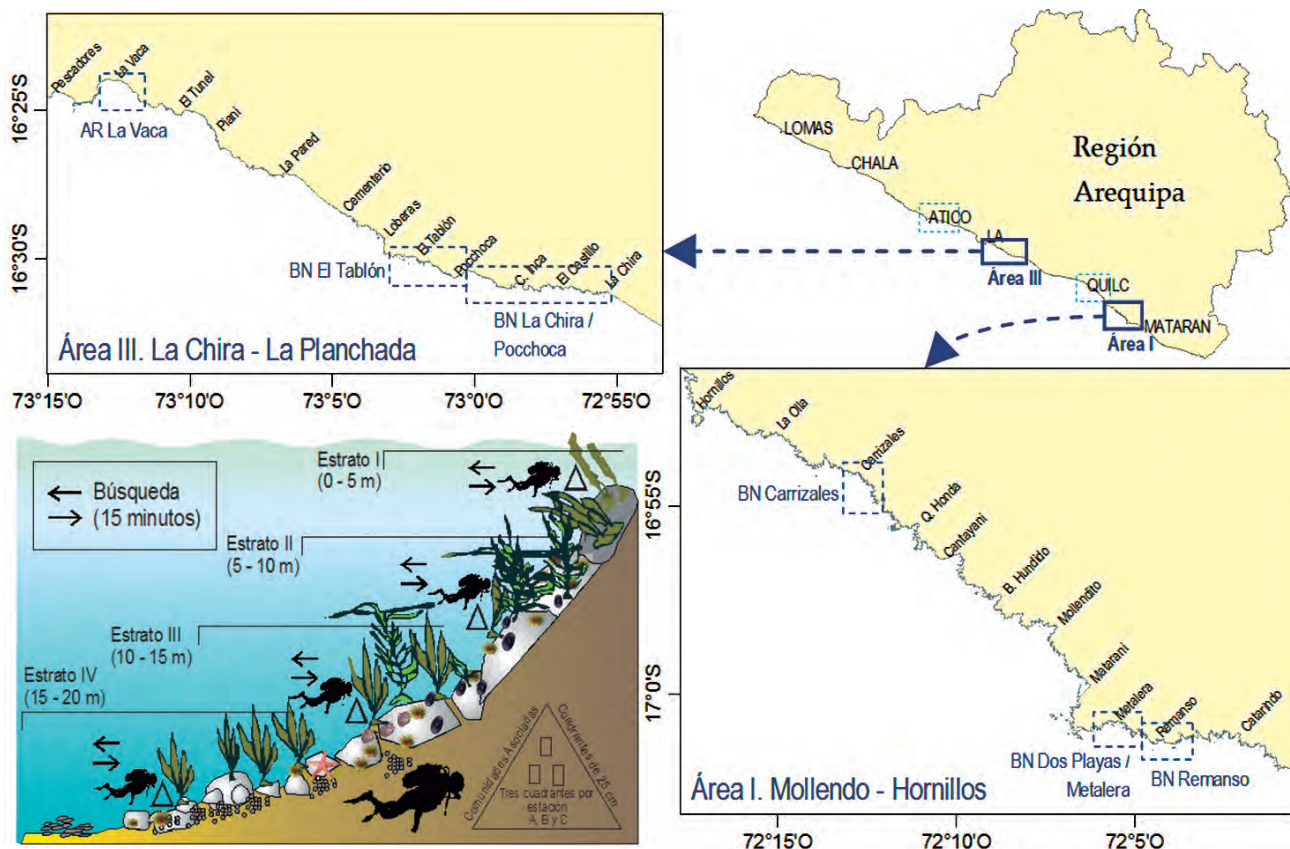 Pescadores
La Vaca
El Tunel
Piani
La Pared
Cementerio
Loberas
El Tablón
Pocchoca
C. Inca
El Castillo
La Chira
AR La Vaca
BN El Tablón
BN La Chira /
Pocchoca
Área III. La Chira - La Planchada
16°25'S
16°30'S
73°15'O
73°10'O
73°5'O
73°0'O
72°55'O
LOMAS
CHALA
ATICO
LA
Área III
QUILC
MATARAN
Área I
Región
Arequipa
Búsqueda
(15 minutos)
Estrato I
(0 - 5 m)
Estrato II
(5 - 10 m)
Estrato III
(10 - 15 m)
Estrato IV
(15 - 20 m)
Comunidades Asociadas
Cuadrantes de 25 cm
Tres cuadrantes por
estación
A, B y C
Hornillos
La Olla
Carrizales
Q. Honda
Cantayani
B. Hundido
Mollendito
Matarani
Metalera
Remanso
Catarindo
BN Carrizales
BN Dos Playas /
Metalera
BN Remanso
Área I. Mollendo - Hornillos
16°55'S
17°0'S
72°15'O
72°10'O
72°5'O